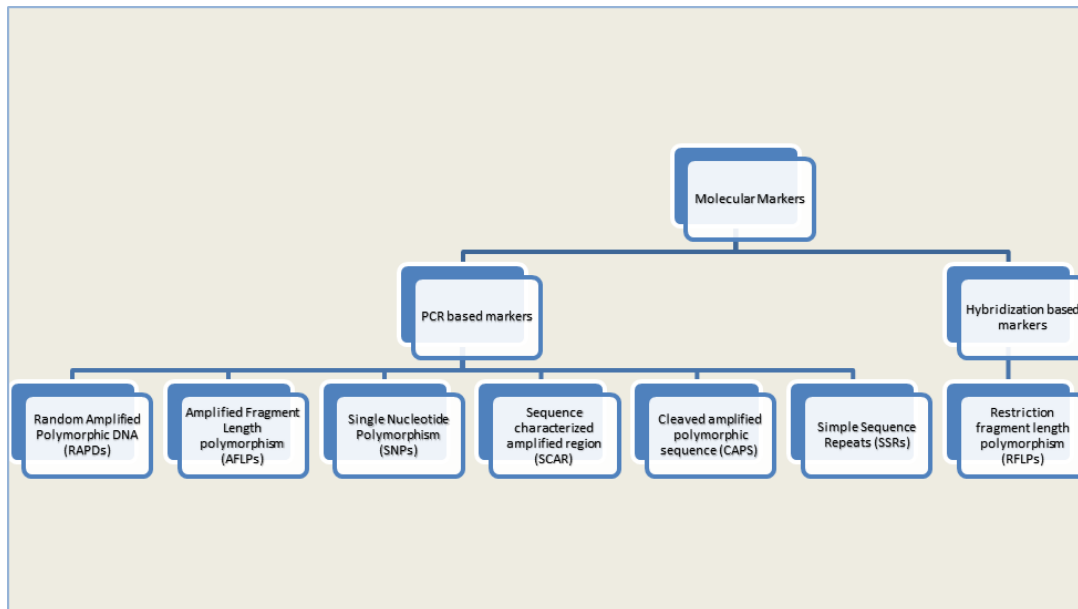 Molecular Markers
PCR based markers
Hybridization based
markers
Random Amplified
Polymorphic DNA
(RAPDs)
Amplified Fragment
Length
polymorphism
(AFLPs)
Single Nucleotide
Polymorphism
(SNPs)
Sequence
characterized
amplified region
(SCAR)
Cleaved amplified
polymorphic
sequence (CAPS)
Simple Sequence
Repeats (SSRs)
Restriction
fragment length
polymorphism
(RFLPs)